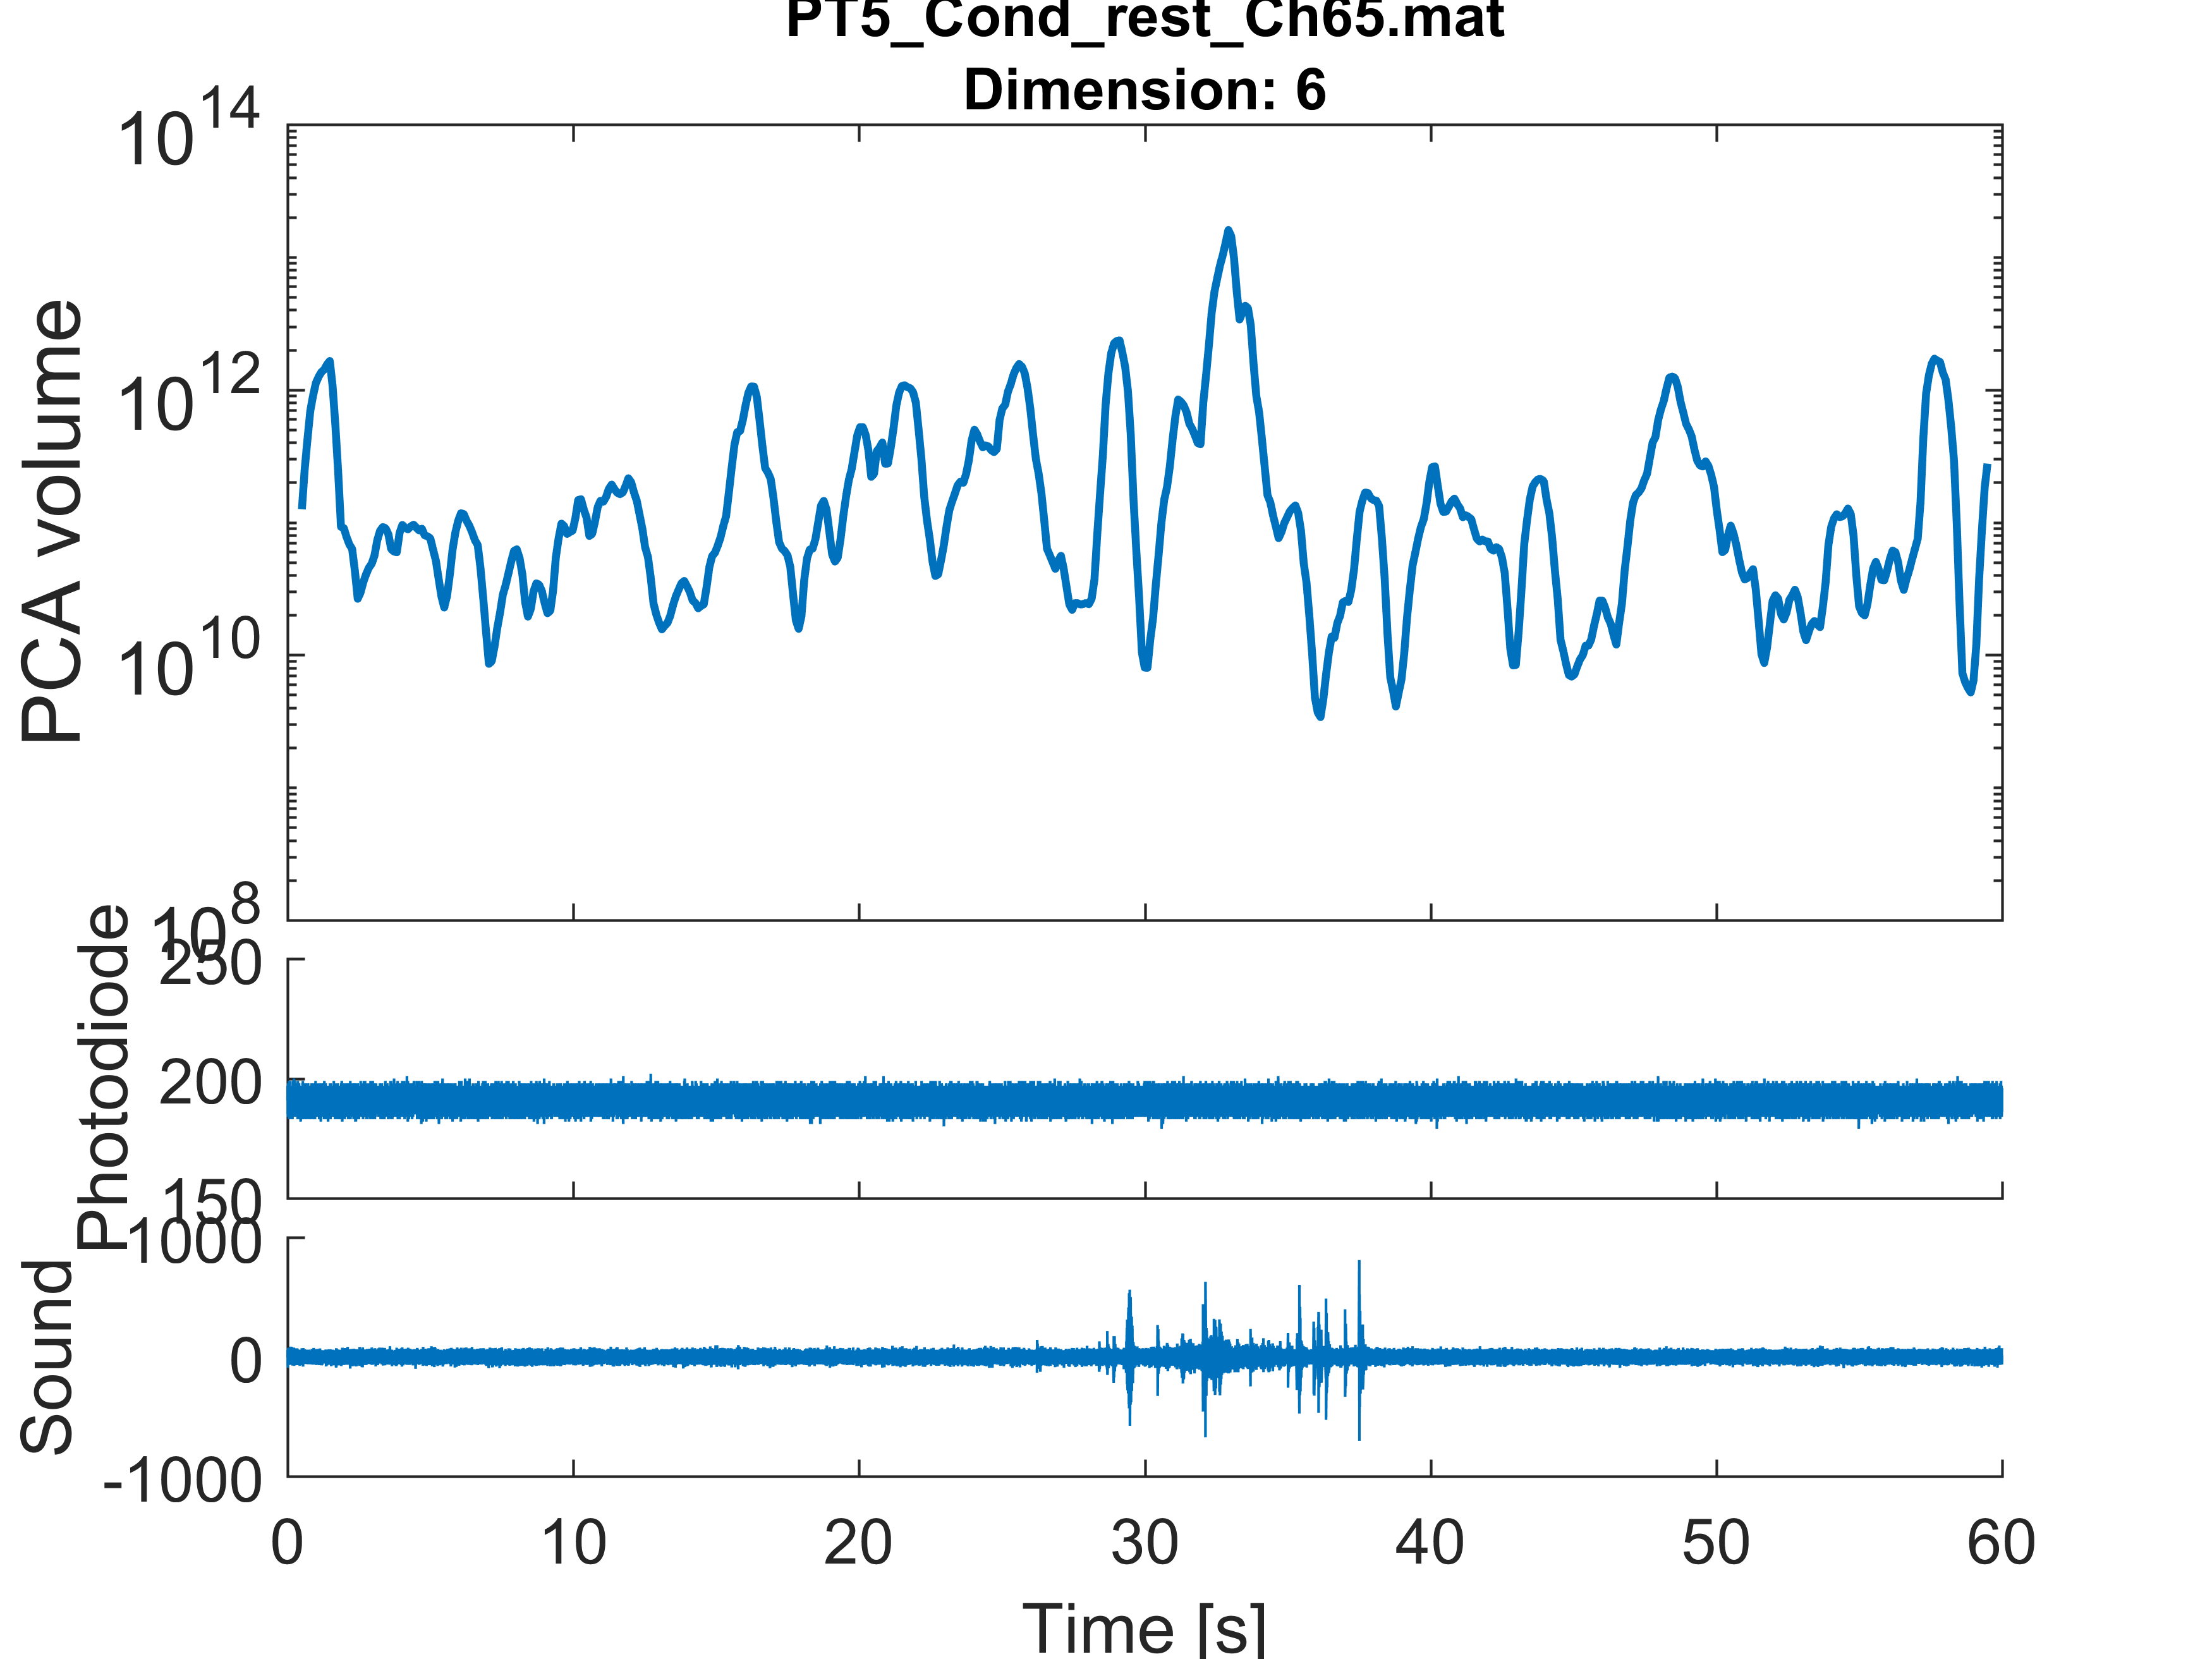 PT5_Cond_rest_Ch65.mat
Dimension: 6
PCA volume
10^14
10^12
10^10
10^8
Photodiode
250
200
150
Sound
1000
0
-1000
0 10 20 30 40 50 60
Time [s]